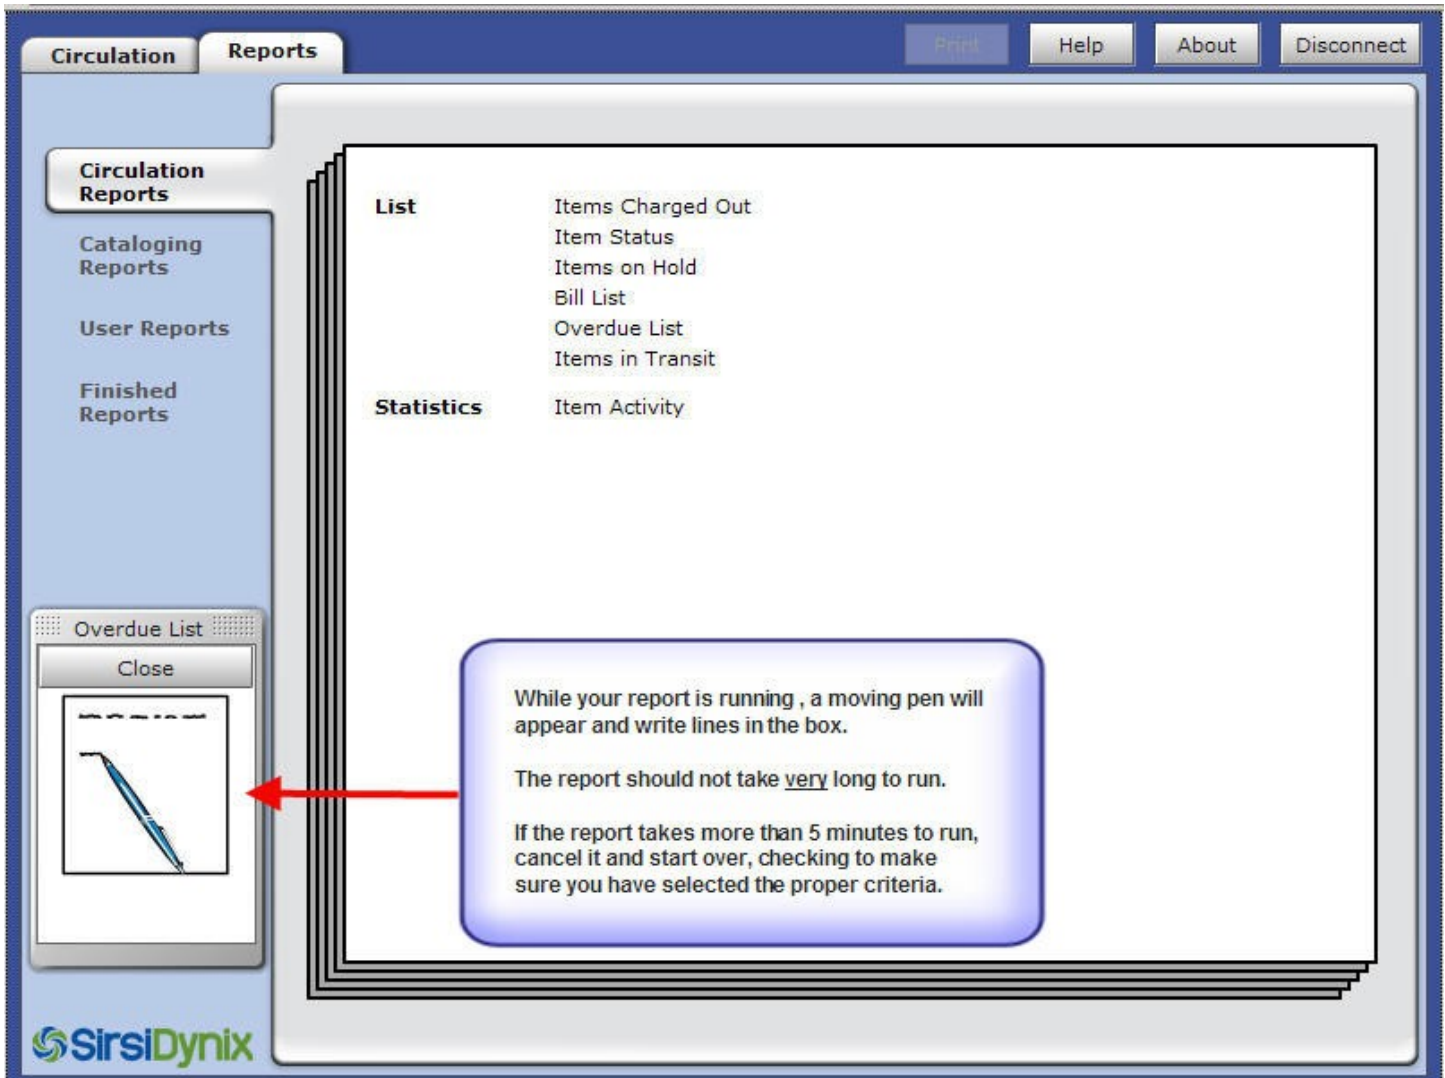 Circulation
Reports
Print
Help
About
Disconnect
Circulation
Reports
Cataloging
Reports
User Reports
Finished
Reports
List Items Charged Out
Item Status
Items on Hold
Bill List
Overdue List
Items in Transit
Statistics Item Activity
Overdue List
Close
While your report is running , a moving pen will
appear and write lines in the box.
The report should not take very long to run.
If the report takes more than 5 minutes to run,
cancel it and start over, checking to make
sure you have selected the proper criteria.
SirsiDynix